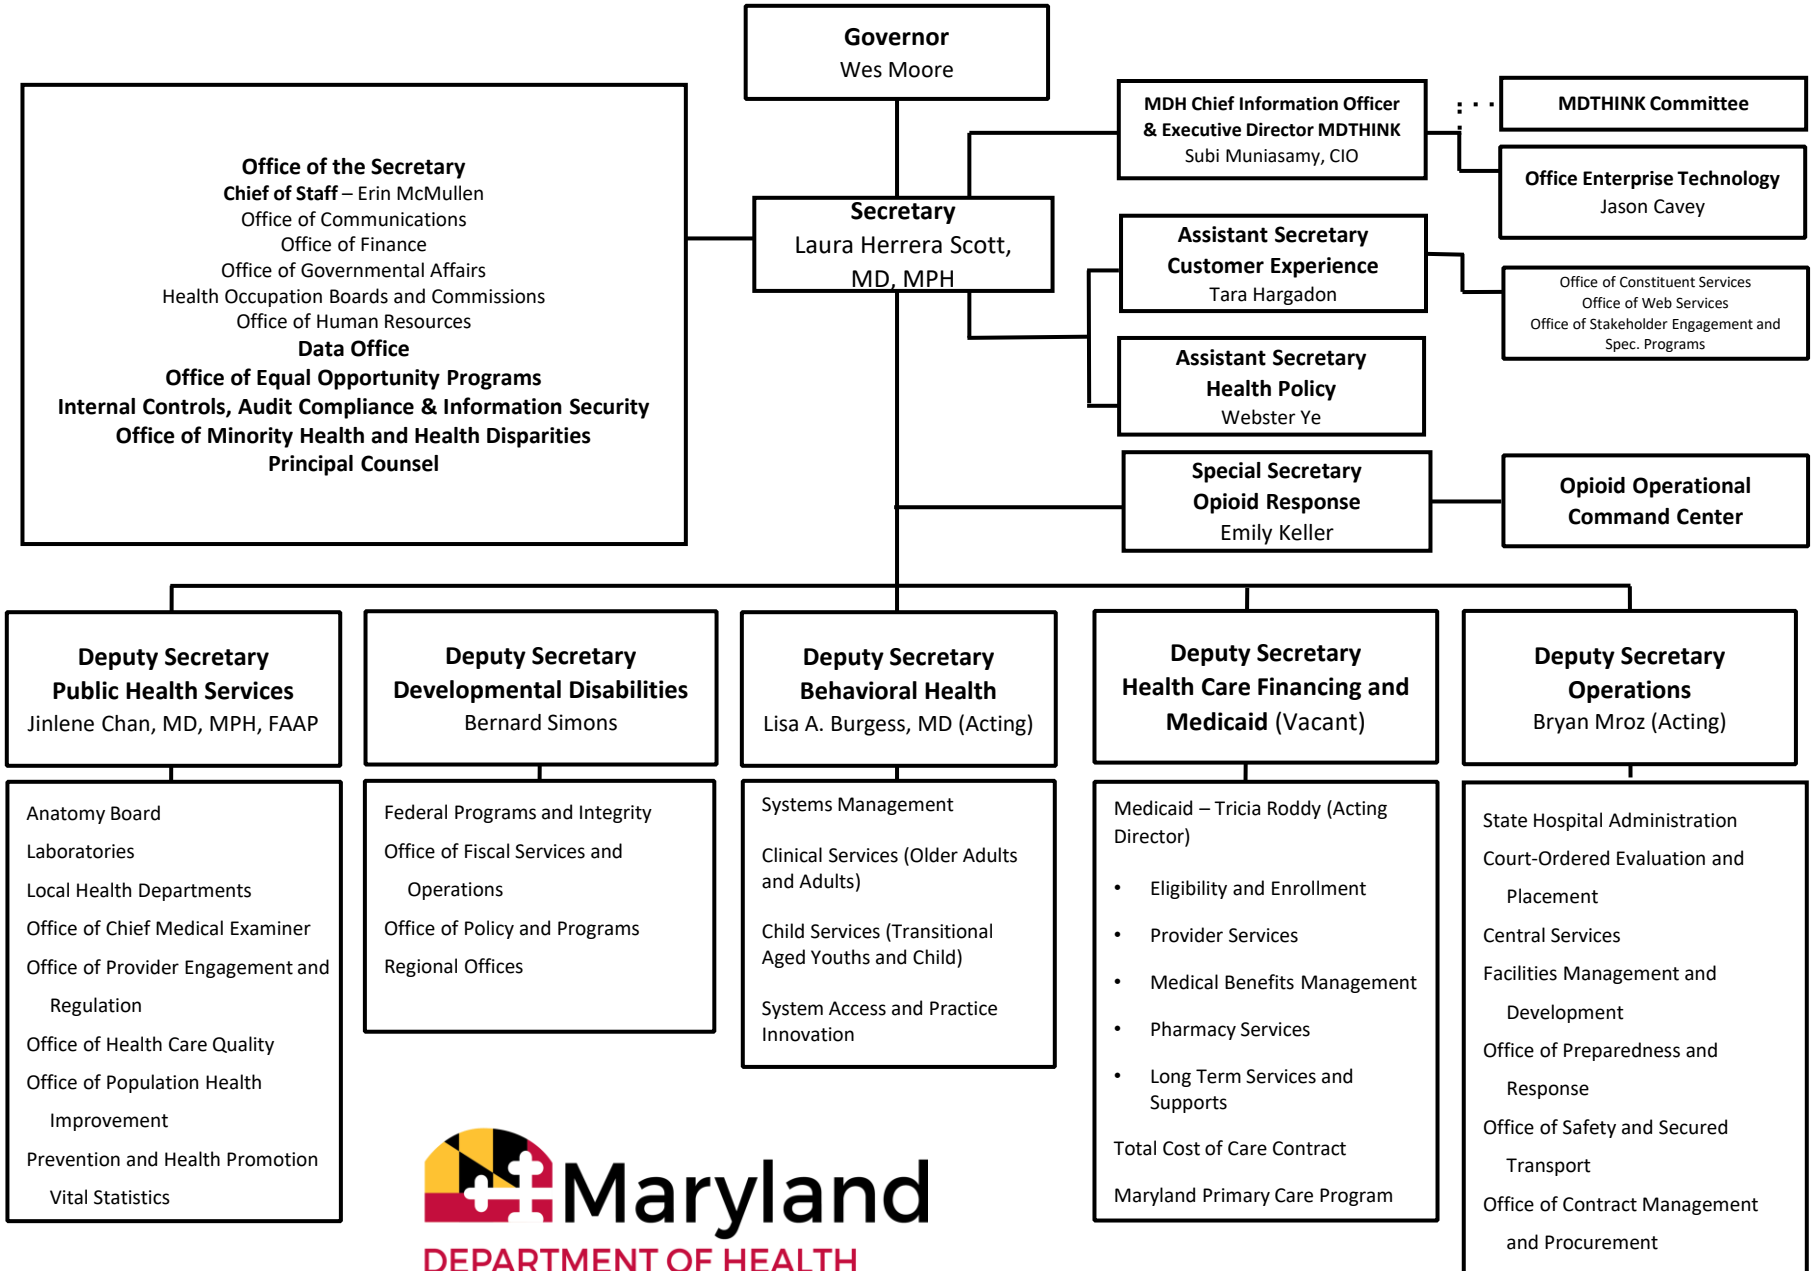 Governor
Wes Moore
Office of the Secretary
Chief of Staff – Erin McMullen
Office of Communications
Office of Finance
Office of Governmental Affairs
Health Occupation Boards and Commissions
Office of Human Resources
Data Office
Office of Equal Opportunity Programs
Internal Controls, Audit Compliance & Information Security
Office of Minority Health and Health Disparities
Principal Counsel
Secretary
Laura Herrera Scott,
MD, MPH
MDH Chief Information Officer
& Executive Director MDTHINK
Subi Muniasamy, CIO
MDTHINK Committee
Office Enterprise Technology
Jason Cavey
Assistant Secretary
Customer Experience
Tara Hargadon
Office of Constituent Services
Office of Web Services
Office of Stakeholder Engagement and
Spec. Programs
Assistant Secretary
Health Policy
Webster Ye
Special Secretary
Opioid Response
Emily Keller
Opioid Operational
Command Center
Deputy Secretary
Public Health Services
Jinlene Chan, MD, MPH, FAAP
Anatomy Board
Laboratories
Local Health Departments
Office of Chief Medical Examiner
Office of Provider Engagement and
Regulation
Office of Health Care Quality
Office of Population Health
Improvement
Prevention and Health Promotion
Vital Statistics
Deputy Secretary
Developmental Disabilities
Bernard Simons
Federal Programs and Integrity
Office of Fiscal Services and
Operations
Office of Policy and Programs
Regional Offices
Deputy Secretary
Behavioral Health
Lisa A. Burgess, MD (Acting)
Systems Management
Clinical Services (Older Adults
and Adults)
Child Services (Transitional
Aged Youths and Child)
System Access and Practice
Innovation
Deputy Secretary
Health Care Financing and
Medicaid (Vacant)
Medicaid – Tricia Roddy (Acting
Director)
• Eligibility and Enrollment
• Provider Services
• Medical Benefits Management
• Pharmacy Services
• Long Term Services and
Supports
Total Cost of Care Contract
Maryland Primary Care Program
Deputy Secretary
Operations
Bryan Mroz (Acting)
State Hospital Administration
Court-Ordered Evaluation and
Placement
Central Services
Facilities Management and
Development
Office of Preparedness and
Response
Office of Safety and Secured
Transport
Office of Contract Management
and Procurement
Maryland
DEPARTMENT OF HEALTH